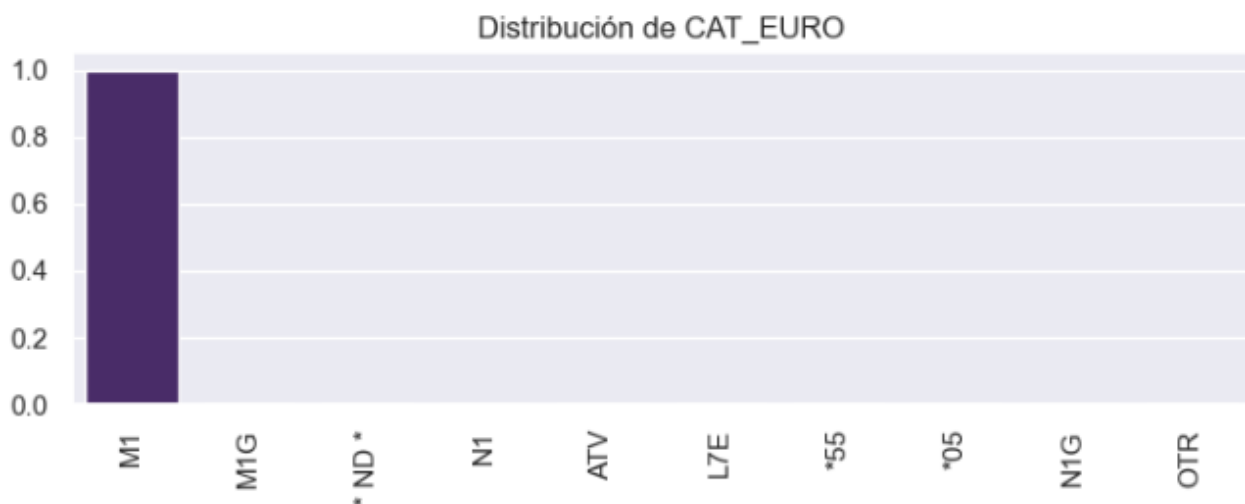 Distribución de CAT_EURO
1.0
0.8
0.6
0.4
0.2
0.0
M1
M1G
* ND *
N1
ATV
L7E
*55
*05
N1G
OTR